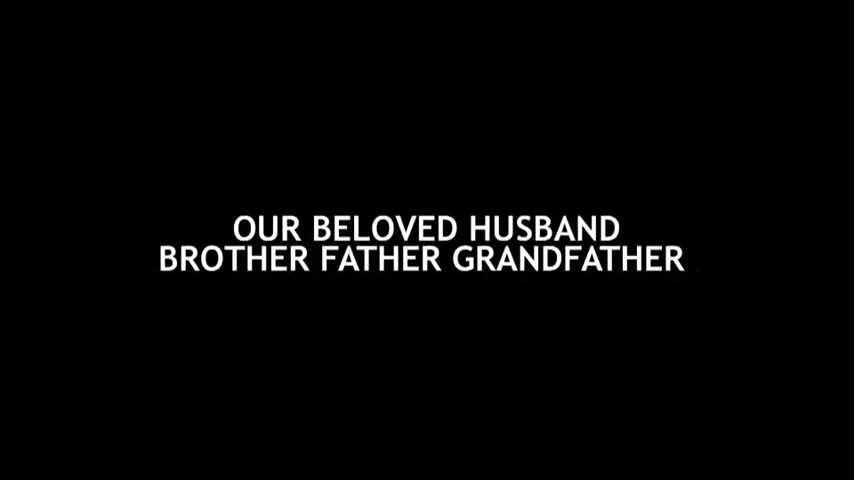 OUR BELOVED HUSBAND
BROTHER FATHER GRANDFATHER